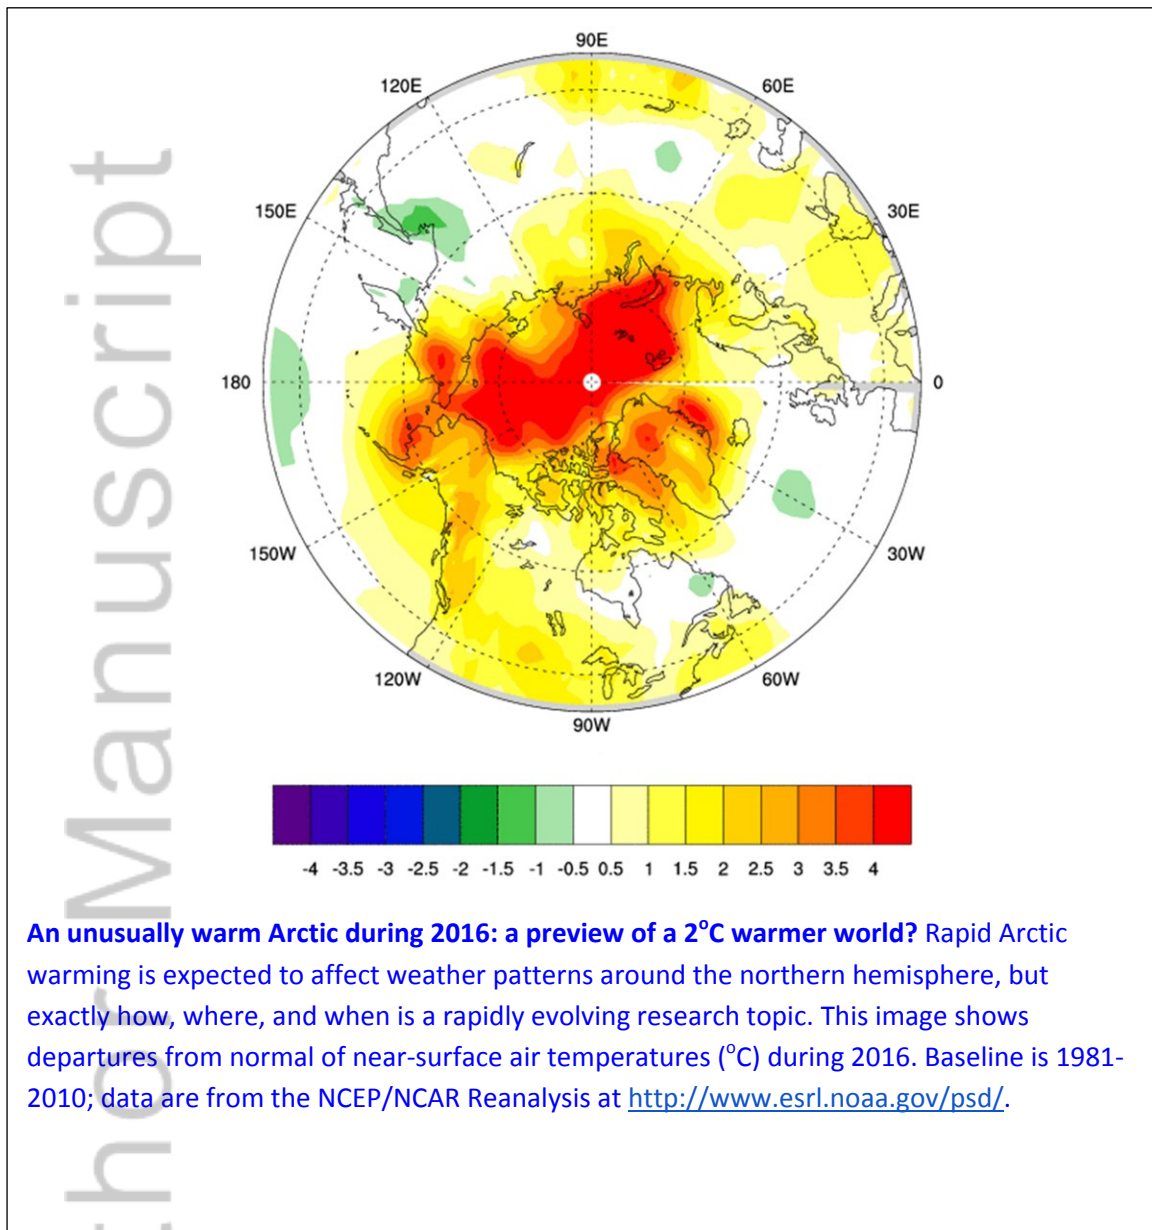 90E
120E
60E
150E
30E
180
0
150W
30W
120W
60W
90W
-4 -3.5 -3 -2.5 -2 -1.5 -1 -0.5 0.5 1 1.5 2 2.5 3 3.5 4
An unusually warm Arctic during 2016: a preview of a 2°C warmer world? Rapid Arctic
warming is expected to affect weather patterns around the northern hemisphere, but
exactly how, where, and when is a rapidly evolving research topic. This image shows
departures from normal of near-surface air temperatures (°C) during 2016. Baseline is 1981-
2010; data are from the NCEP/NCAR Reanalysis at http://www.esrl.noaa.gov/psd/.
hor Manuscript